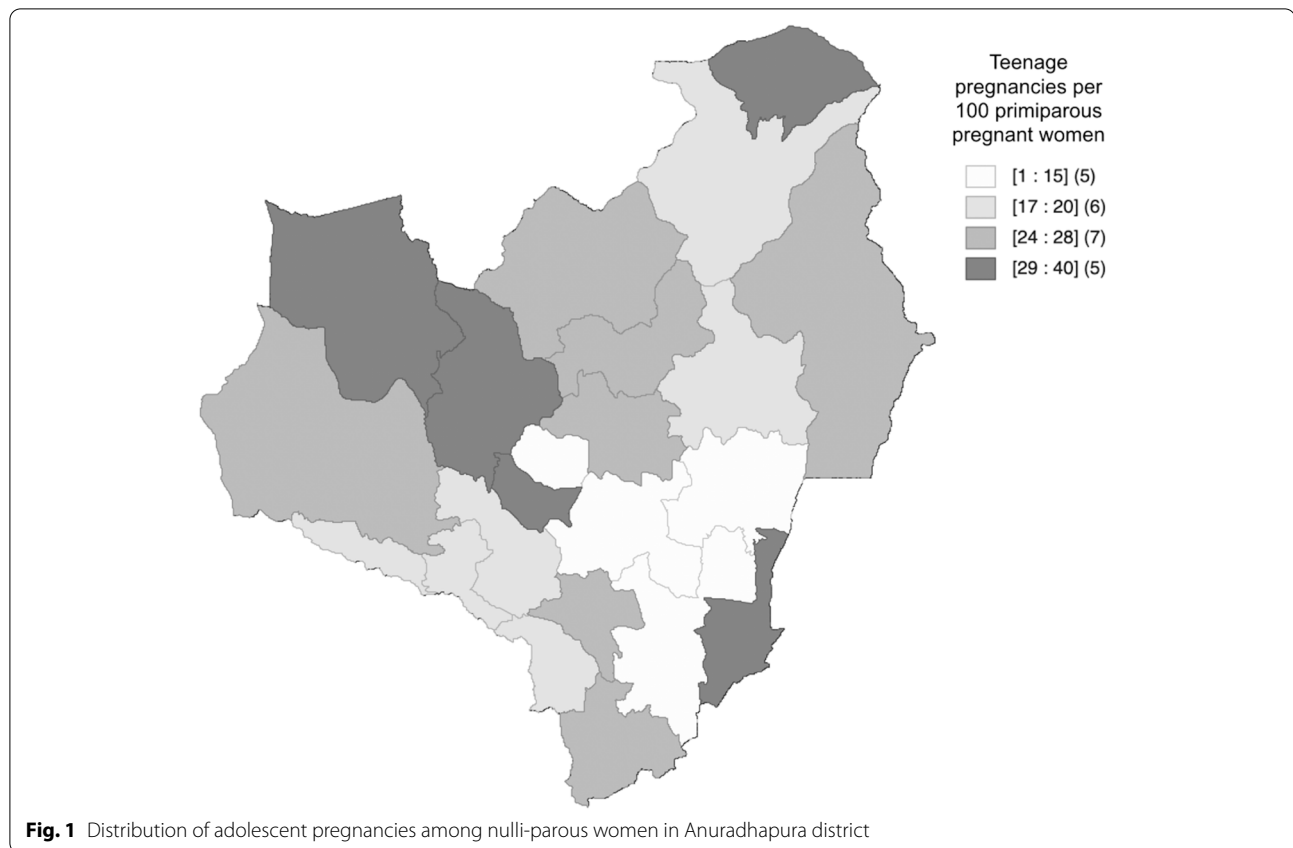 Teenage
pregnancies per
100 primiparous
pregnant women
[1 : 15] (5)
[17 : 20] (6)
[24 : 28] (7)
[29 : 40] (5)
Fig. 1 Distribution of adolescent pregnancies among nulli-parous women in Anuradhapura district